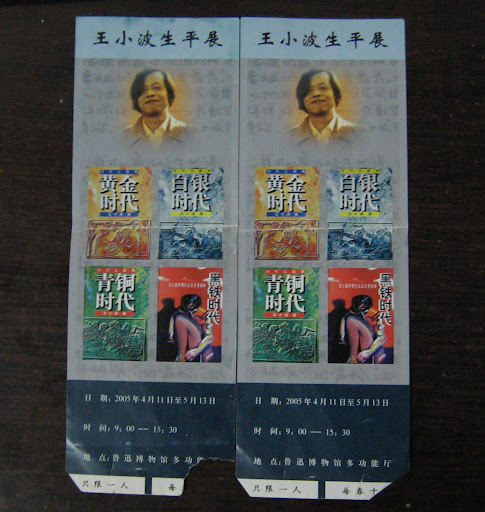 王小波生平展
黄金
时代
白银
时代
青铜
时代
黑铁时代
日 期：2005年4月11日至5月13日
时 间：9：00 — 15：30
地 点：鲁迅博物馆多功能
只限一人
每
王小波生平展
黄金
时代
白银
时代
青铜
时代
黑铁时代
日 期：2005年4月11日至5月13日
时 间：9：00 — 15：30
地 点：鲁迅博物馆多功能厅
只限一人
每券十